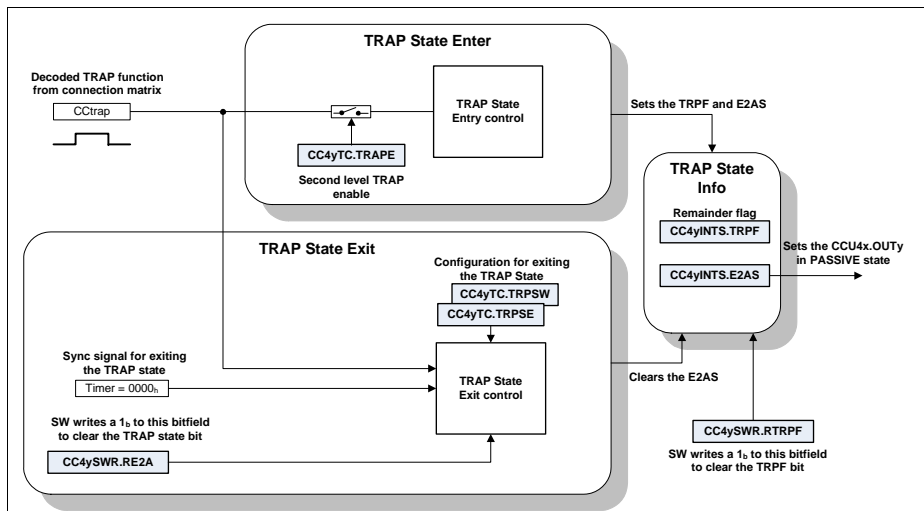 TRAP State Enter
Decoded TRAP function
from connection matrix
CCtrap
TRAP State
Entry control
CC4yTC.TRAPE
Second level TRAP
enable
Sets the TRPF and E2AS
TRAP State
Info
Remainder flag
CC4yINTS.TRPF
CC4yINTS.E2AS
Sets the CCU4x.OUTy
in PASSIVE state
TRAP State Exit
Configuration for exiting
the TRAP State
CC4yTC.TRPSW
CC4yTC.TRPSE
Sync signal for exiting
the TRAP state
Timer = 0000h
TRAP State
Exit control
Clears the E2AS
SW writes a 1b to this bitfield
to clear the TRAP state bit
CC4ySWR.RE2A
CC4ySWR.RTRPF
SW writes a 1b to this bitfield
to clear the TRPF bit